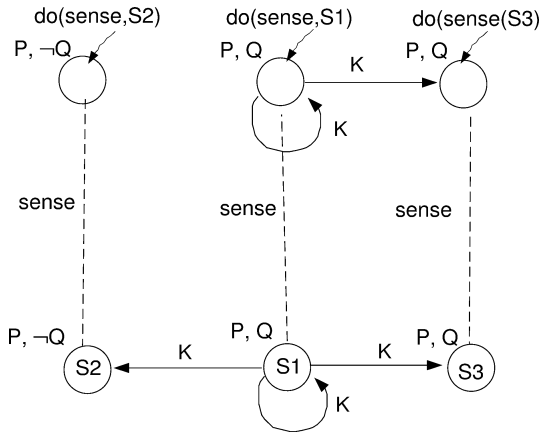 do(sense,S2)
do(sense,S1)
do(sense(S3)
P, ¬Q
P, Q
P, Q
K
K
sense
sense
sense
P, ¬Q
P, Q
P, Q
S2
K
S1
K
S3
K